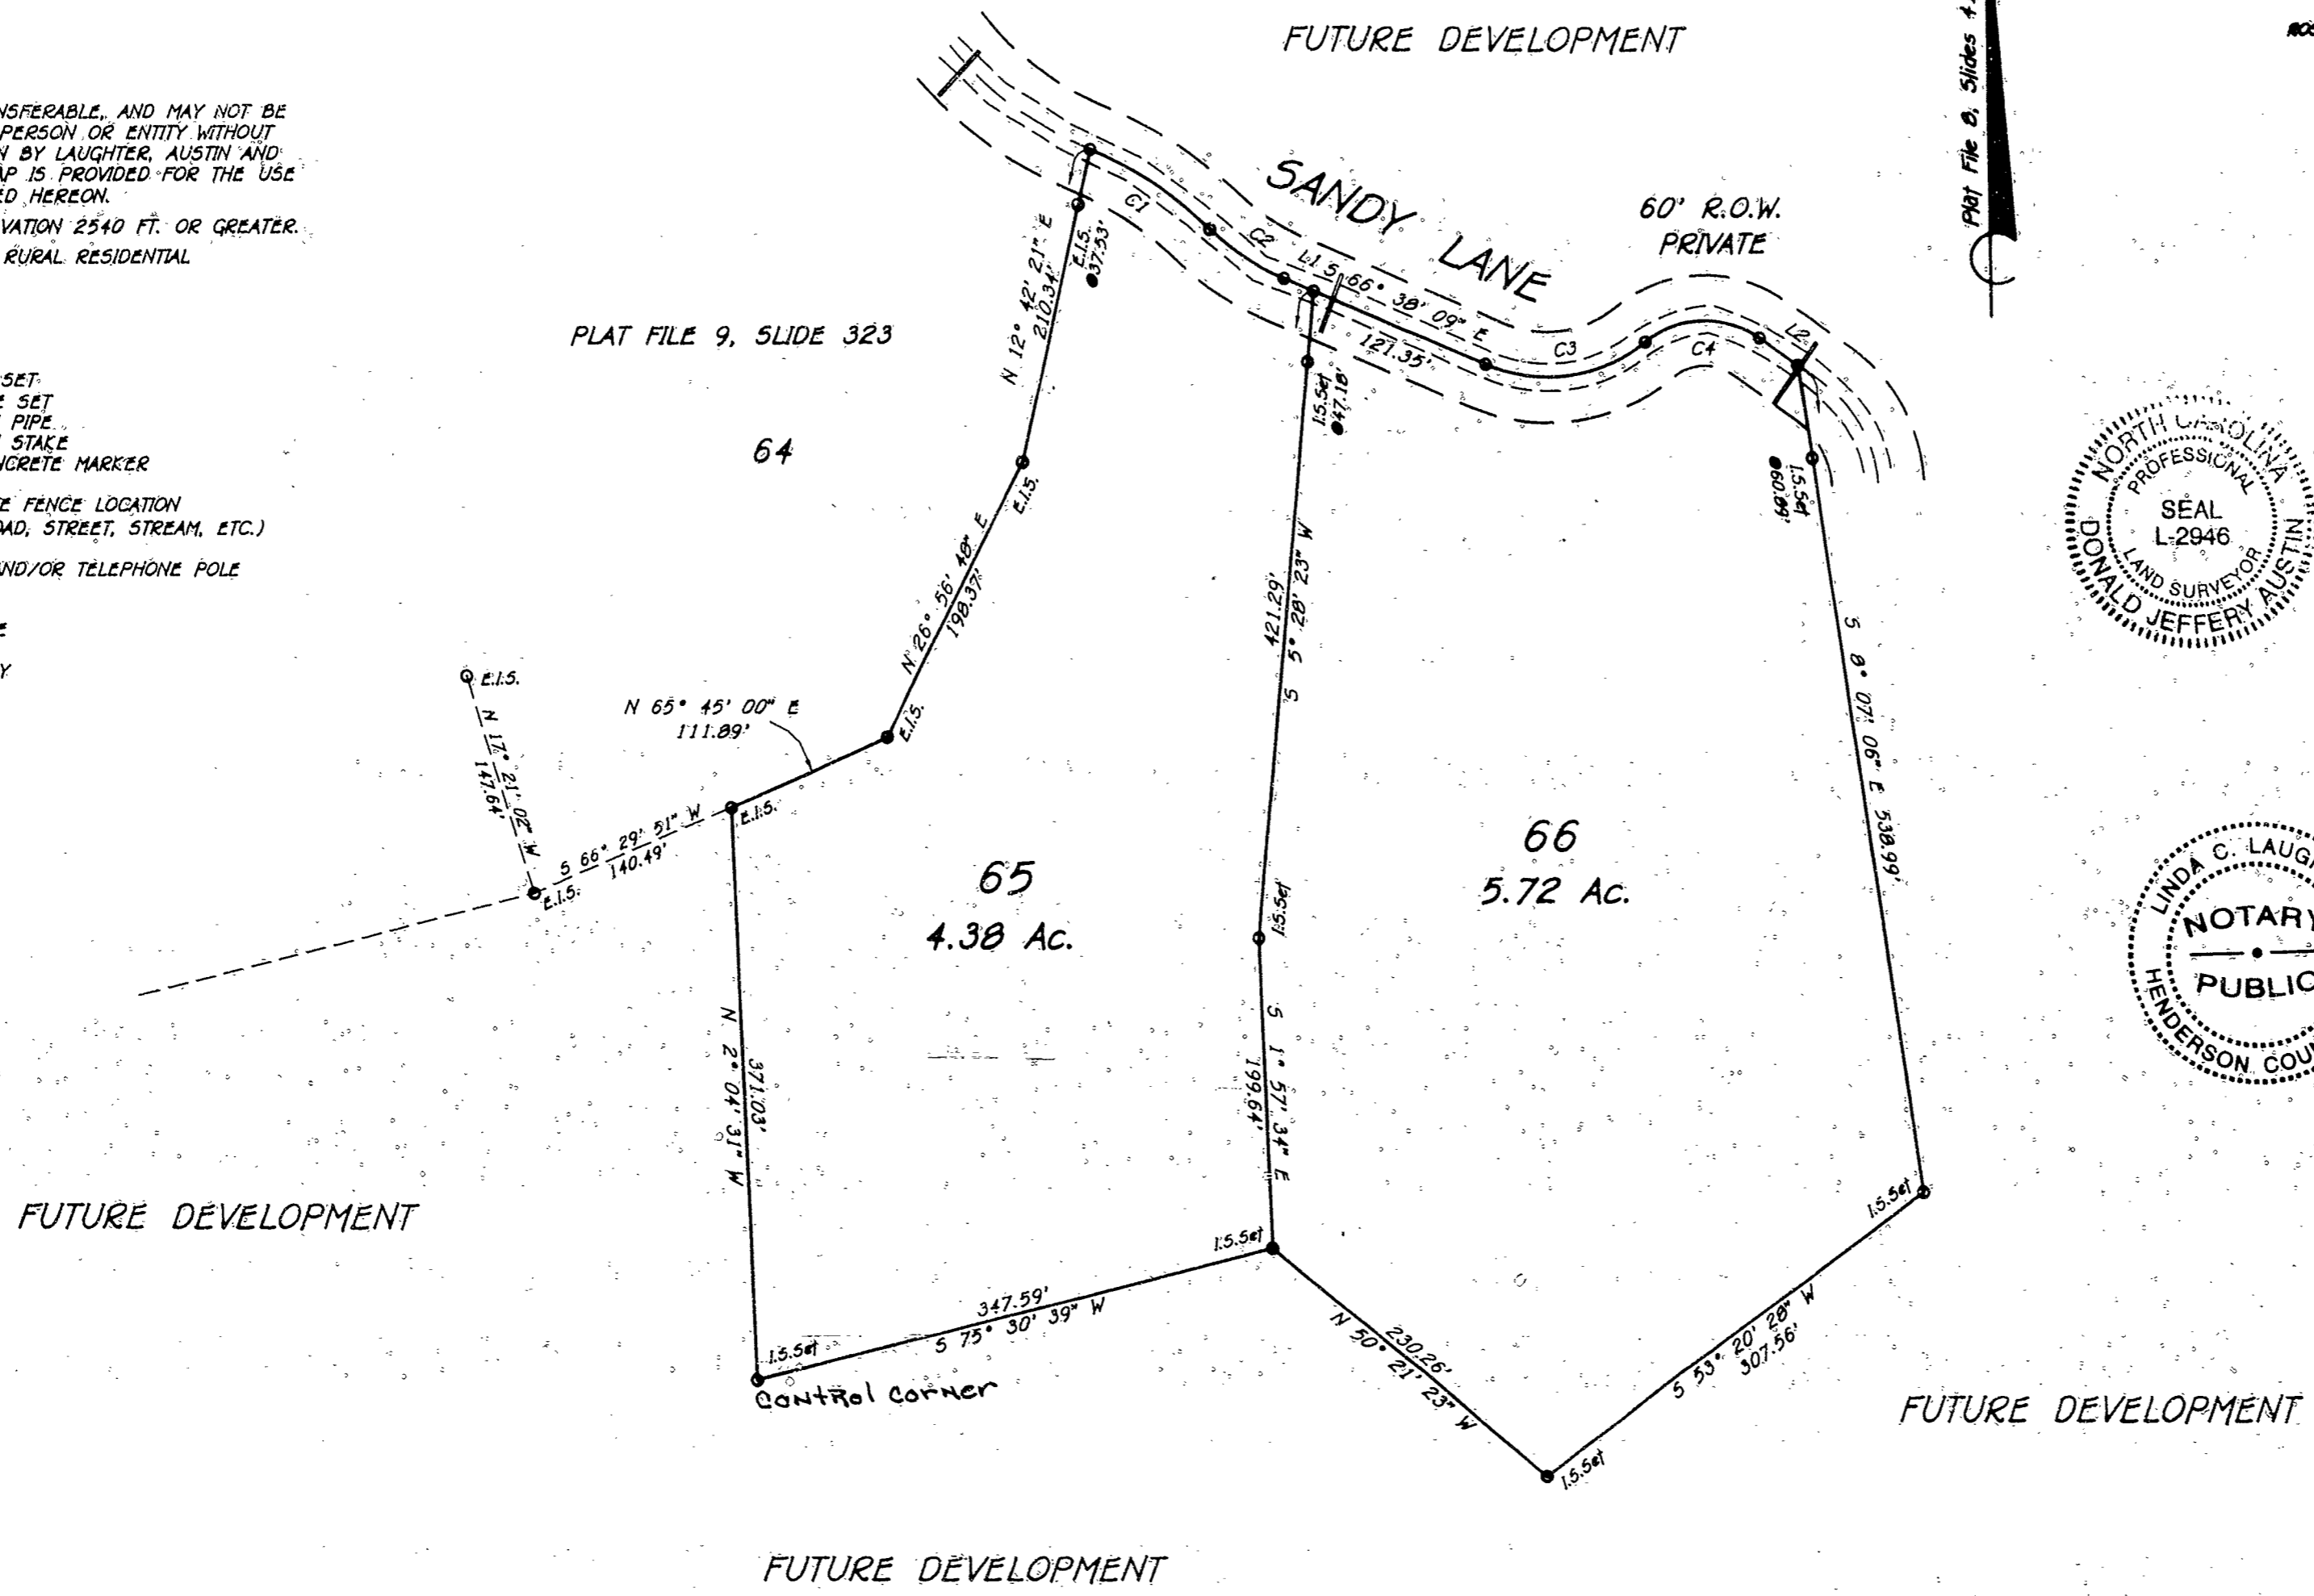 FUTURE DEVELOPMENT
Plat File 8, Slides
NSFERABLE, AND MAY NOT BE
PERSON OR ENTITY WITHOUT
N BY LAUGHTER, AUSTIN AND
AP IS PROVIDED FOR THE USE
ED HEREON.
VATION 2540 FT. OR GREATER.
RURAL RESIDENTIAL
SET
E SET
PIPE
STAKE
NCRETE MARKER
E FENCE LOCATION
OAD, STREET, STREAM, ETC.)
AND/OR TELEPHONE POLE
E
Y
SANDY LANE
60' R.O.W.
PRIVATE
C1
C2
L1 S 66° 38' 09" E
121.35'
C3
C4
L2
N 12° 42' 21" E
210.34'
E.I.S.
37.53'
I.S.Set
47.18'
I.S.Set
60.89'
PLAT FILE 9, SLIDE 323
64
E.I.S.
N 26° 56' 48" E
198.37'
E.I.S.
N 65° 45' 00" E
111.89'
E.I.S.
E.I.S.
N 17° 21' 02" W
147.64'
S 66° 29' 51" W
140.49'
E.I.S.
421.29'
S 5° 28' 23" W
I.S.Set
S 8° 07' 06" E 538.99'
65
4.38 Ac.
66
5.72 Ac.
N 2° 04' 31" W
371.03'
S 1° 57' 34" E
199.64'
I.S.Set
I.S.Set
347.59'
S 75° 30' 39" W
I.S.Set
Control Corner
230.26'
N 50° 21' 23" W
S 53° 20' 28" W
307.56'
I.S.Set
FUTURE DEVELOPMENT
FUTURE DEVELOPMENT
FUTURE DEVELOPMENT
NORTH CAROLINA
PROFESSIONAL
SEAL
L-2946
LAND SURVEYOR
DONALD JEFFERY AUSTIN
LINDA C. LAUG
NOTARY
PUBLIC
HENDERSON COUN